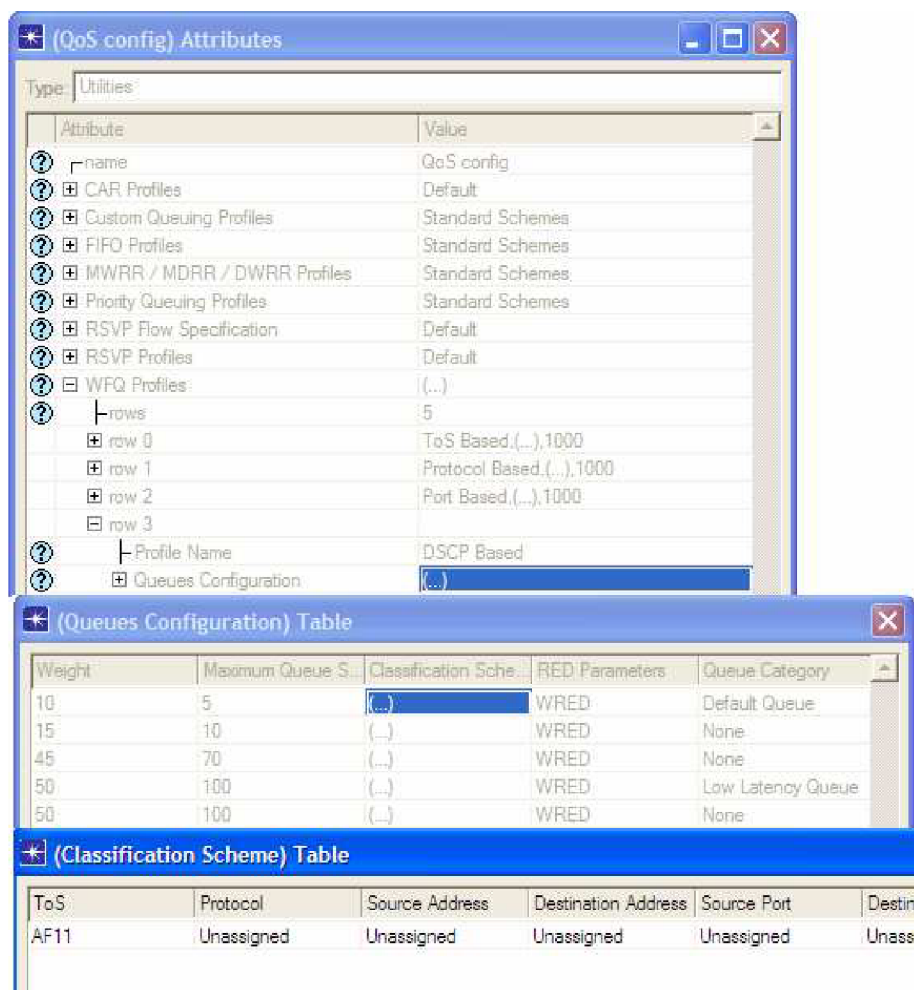 (QoS config) Attributes
Type: Utilities
Attribute Value
name QoS config
CAR Profiles Default
Custom Queuing Profiles Standard Schemes
FIFO Profiles Standard Schemes
MWRR / MDRR / DWRR Profiles Standard Schemes
Priority Queuing Profiles Standard Schemes
RSVP Flow Specification Default
RSVP Profiles Default
WFQ Profiles (...)
rows 5
row 0 ToS Based,(...),1000
row 1 Protocol Based,(...),1000
row 2 Port Based,(...),1000
row 3
Profile Name DSCP Based
Queues Configuration (...)
(Queues Configuration) Table
Weight Maximum Queue S... Classification Sche... RED Parameters Queue Category
10 5 (...) WRED Default Queue
15 10 (...) WRED None
45 70 (...) WRED None
50 100 (...) WRED Low Latency Queue
50 100 (...) WRED None
(Classification Scheme) Table
ToS Protocol Source Address Destination Address Source Port Destin
AF11 Unassigned Unassigned Unassigned Unassigned Unass